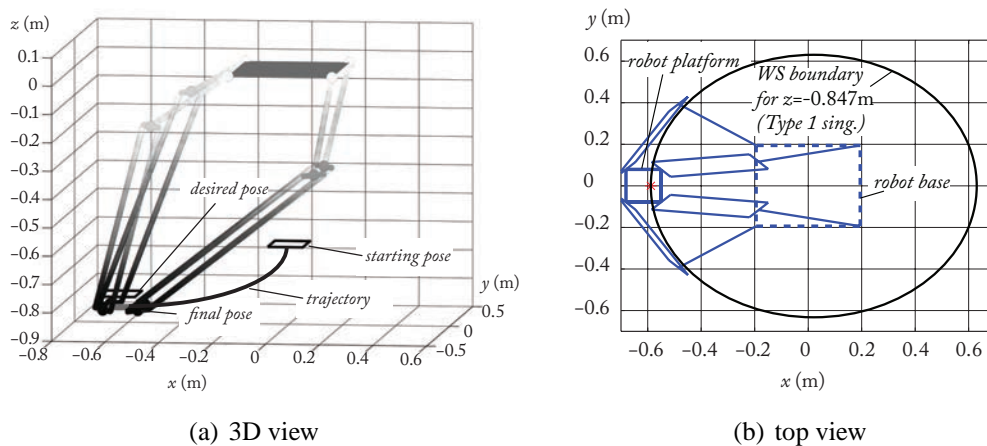 z (m)
0.1
0
−0.1
−0.2
−0.3
−0.4
−0.5
−0.6
−0.7
−0.8
−0.9
−0.8
−0.6
−0.4
−0.2
0
0.2
0.4
0.6
x (m)
−0.5
0
0.5
y (m)
desired pose
starting pose
trajectory
final pose
(a) 3D view
y (m)
0.6
0.4
0.2
0
−0.2
−0.4
−0.6
−0.6
−0.4
−0.2
0
0.2
0.4
0.6
x (m)
robot platform
WS boundary
for z=-0.847m
(Type 1 sing.)
robot base
(b) top view